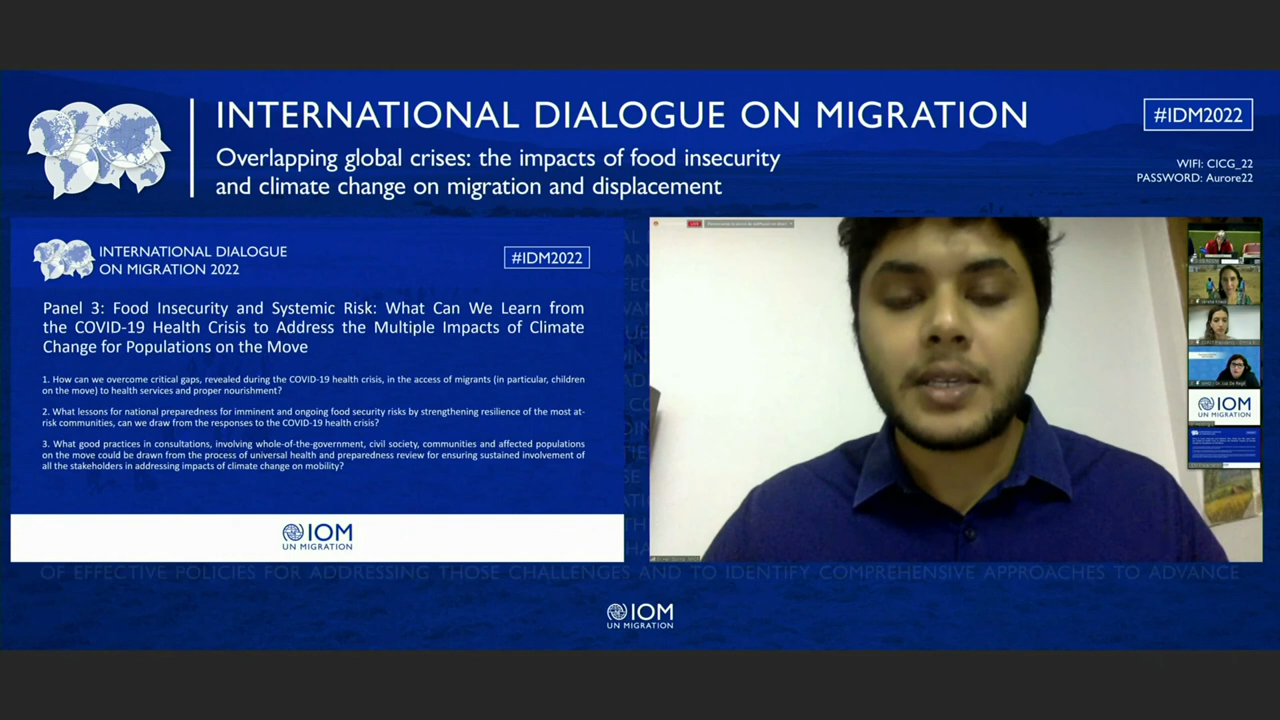 INTERNATIONAL DIALOGUE ON MIGRATION
Overlapping global crises: the impacts of food insecurity
and climate change on migration and displacement
#IDM2022
WIFI: CICG_22
PASSWORD: Aurore22
INTERNATIONAL DIALOGUE
ON MIGRATION 2022
#IDM2022
Panel 3: Food Insecurity and Systemic Risk: What Can We Learn from
the COVID-19 Health Crisis to Address the Multiple Impacts of Climate
Change for Populations on the Move
1. How can we overcome critical gaps, revealed during the COVID-19 health crisis, in the access of migrants (in particular, children
on the move) to health services and proper nourishment?
2. What lessons for national preparedness for imminent and ongoing food security risks by strengthening resilience of the most at-
risk communities, can we draw from the responses to the COVID-19 health crisis?
3. What good practices in consultations, involving whole-of-the-government, civil society, communities and affected populations
on the move could be drawn from the process of universal health and preparedness review for ensuring sustained involvement of
all the stakeholders in addressing impacts of climate change on mobility?
IOM
UN MIGRATION
LIVE
IOM
UN MIGRATION
OF EFFECTIVE POLICIES FOR ADDRESSING THOSE CHALLENGES AND TO IDENTIFY COMPREHENSIVE APPROACHES TO ADVANCE
IOM
UN MIGRATION